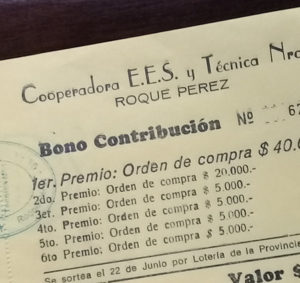 Cooperadora E.E.S. y Técnica Nro
ROQUE PEREZ
Bono Contribución Nº 62
1er. Premio: Orden de compra $ 40.0
2do. Premio: Orden de compra $ 20.000.-
3er. Premio: Orden de compra $ 5.000.-
4to. Premio: Orden de compra $ 5.000.-
5to. Premio: Orden de compra $ 5.000.-
6to Premio: Orden de compra $ 5.000.-
Se sortea el 22 de Junio por Lotería de la Provincia
Valor $